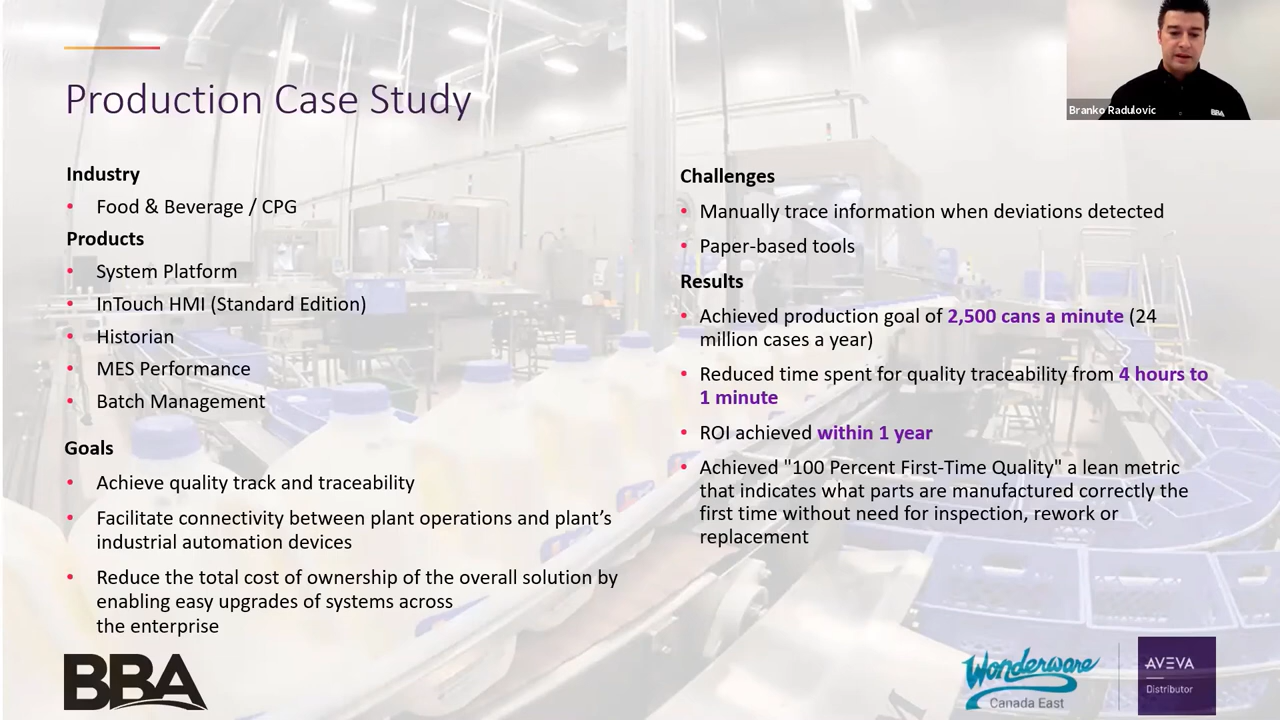 Production Case Study
Branko Radulovic
BBA
Industry
• Food & Beverage / CPG
Products
• System Platform
• InTouch HMI (Standard Edition)
• Historian
• MES Performance
• Batch Management
Goals
• Achieve quality track and traceability
• Facilitate connectivity between plant operations and plant’s
industrial automation devices
• Reduce the total cost of ownership of the overall solution by
enabling easy upgrades of systems across
the enterprise
Challenges
• Manually trace information when deviations detected
• Paper-based tools
Results
• Achieved production goal of 2,500 cans a minute (24
million cases a year)
• Reduced time spent for quality traceability from 4 hours to
1 minute
• ROI achieved within 1 year
• Achieved "100 Percent First-Time Quality" a lean metric
that indicates what parts are manufactured correctly the
first time without need for inspection, rework or
replacement
BBA
Wonderware
Canada East
AVEVA
Distributor